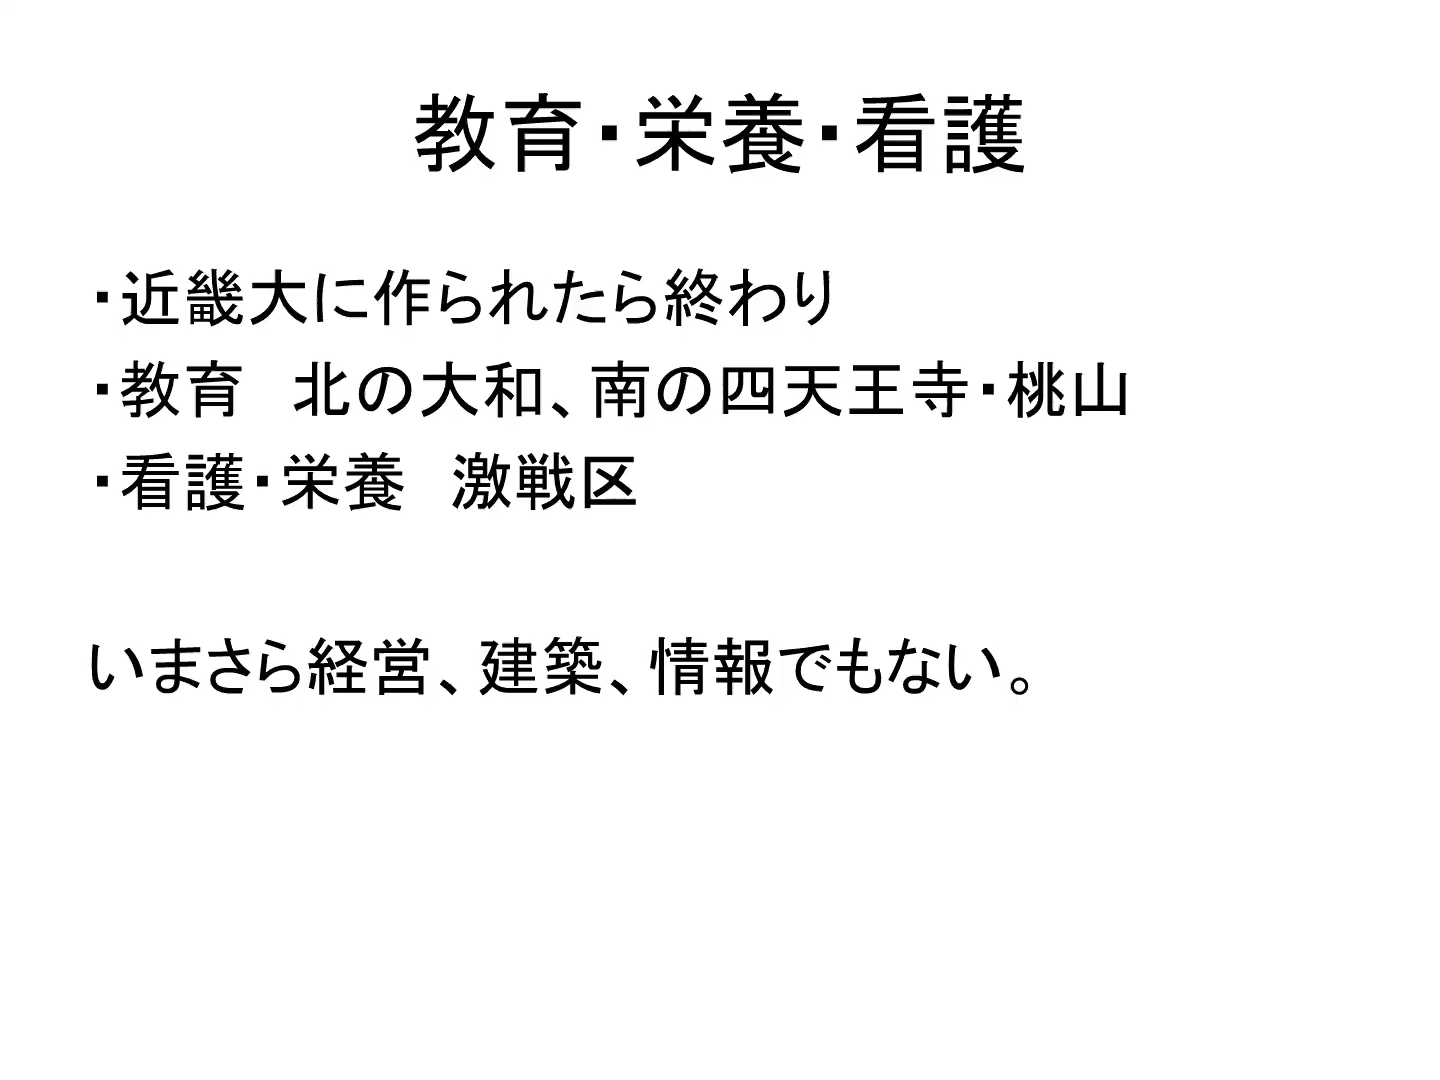 教育・栄養・看護
・近畿大に作られたら終わり
・教育　北の大和、南の四天王寺・桃山
・看護・栄養　激戦区
いまさら経営、建築、情報でもない。